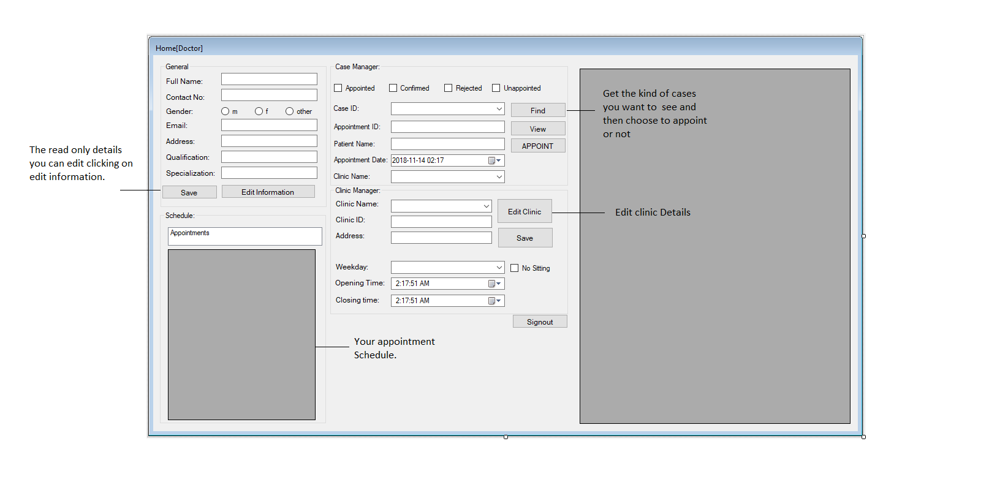 Home[Doctor]
General
Full Name:
Contact No:
Gender:
m
f
other
Email:
Address:
Qualification:
Specialization:
Save
Edit Information
The read only details
you can edit clicking on
edit information.
Schedule:
Appointments
Case Manager:
Appointed
Confirmed
Rejected
Unappointed
Case ID:
Find
Appointment ID:
View
Patient Name:
APPOINT
Appointment Date:
2018-11-14 02:17
Clinic Name:
Clinic Manager:
Clinic Name:
Edit Clinic
Clinic ID:
Address:
Save
Weekday:
No Sitting
Opening Time:
2:17:51 AM
Closing time:
2:17:51 AM
Signout
Your appointment
Schedule.
Get the kind of cases
you want to see and
then choose to appoint
or not
Edit clinic Details